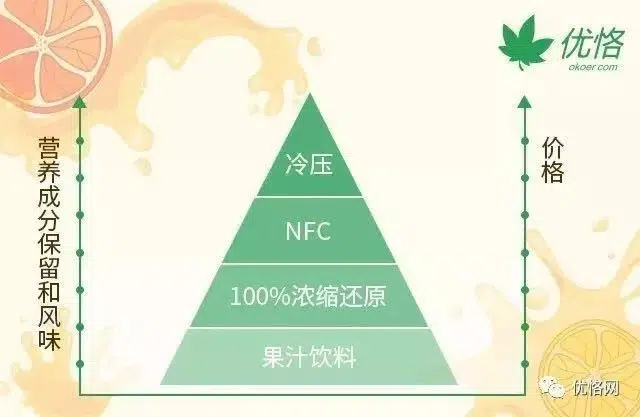 优恪
okoer.com
营养成分保留和风味
价格
冷压
NFC
100%浓缩还原
果汁饮料
优恪网